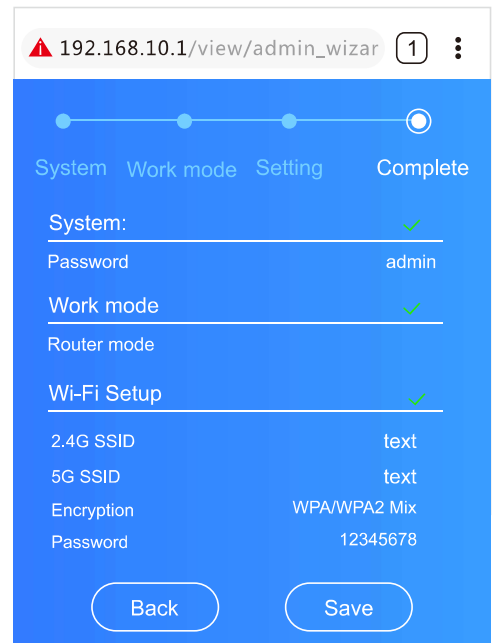 192.168.10.1/view/admin_wizar 1
System Work mode Setting Complete
System:
Password admin
Work mode
Router mode
Wi-Fi Setup
2.4G SSID text
5G SSID text
Encryption WPA/WPA2 Mix
Password 12345678
Back Save